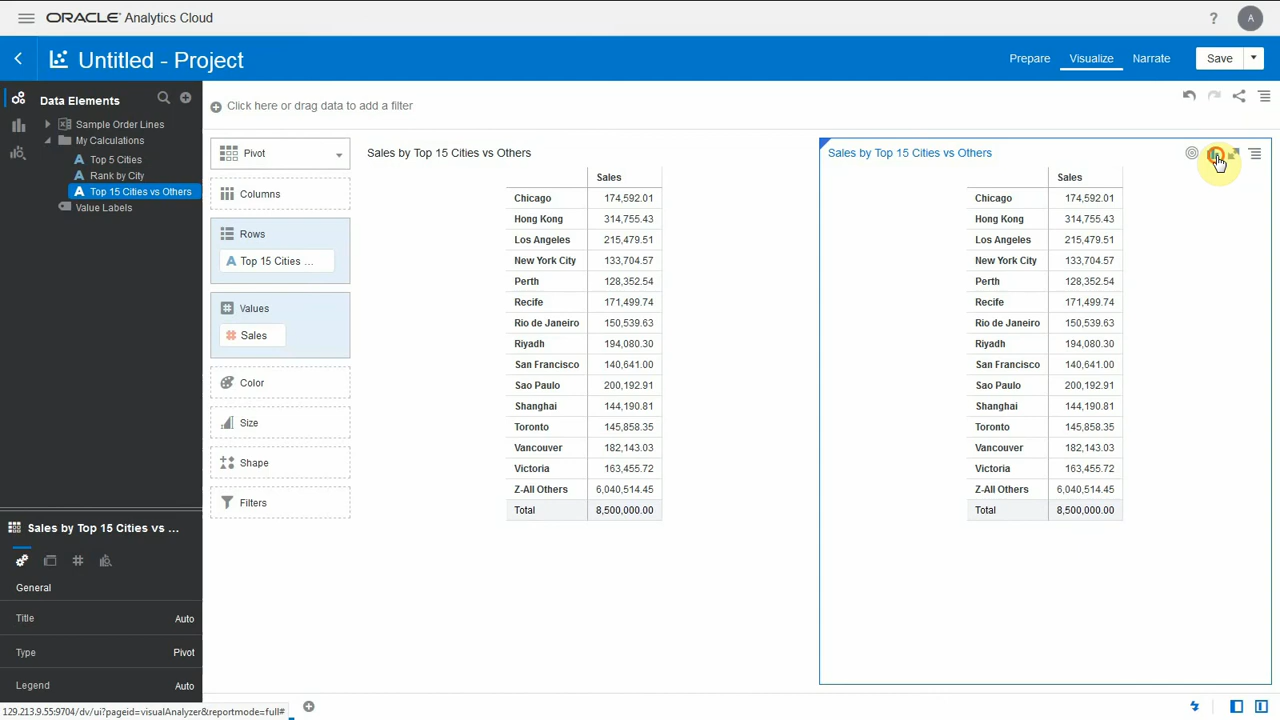 ORACLE® Analytics Cloud
?
A
Untitled - Project
Prepare
Visualize
Narrate
Save
Data Elements
Sample Order Lines
My Calculations
A Top 5 Cities
A Rank by City
A Top 15 Cities vs Others
Value Labels
Click here or drag data to add a filter
Pivot
Columns
Rows
A Top 15 Cities ...
Values
# Sales
Color
Size
Shape
Filters
Sales by Top 15 Cities vs Others
Sales
Chicago 174,592.01
Hong Kong 314,755.43
Los Angeles 215,479.51
New York City 133,704.57
Perth 128,352.54
Recife 171,499.74
Rio de Janeiro 150,539.63
Riyadh 194,080.30
San Francisco 140,641.00
Sao Paulo 200,192.91
Shanghai 144,190.81
Toronto 145,858.35
Vancouver 182,143.03
Victoria 163,455.72
Z-All Others 6,040,514.45
Total 8,500,000.00
Sales by Top 15 Cities vs Others
Sales
Chicago 174,592.01
Hong Kong 314,755.43
Los Angeles 215,479.51
New York City 133,704.57
Perth 128,352.54
Recife 171,499.74
Rio de Janeiro 150,539.63
Riyadh 194,080.30
San Francisco 140,641.00
Sao Paulo 200,192.91
Shanghai 144,190.81
Toronto 145,858.35
Vancouver 182,143.03
Victoria 163,455.72
Z-All Others 6,040,514.45
Total 8,500,000.00
Sales by Top 15 Cities vs ...
General
Title Auto
Type Pivot
Legend Auto
129.213.9.55:9704/dv/ui?pageid=visualAnalyzer&reportmode=full#